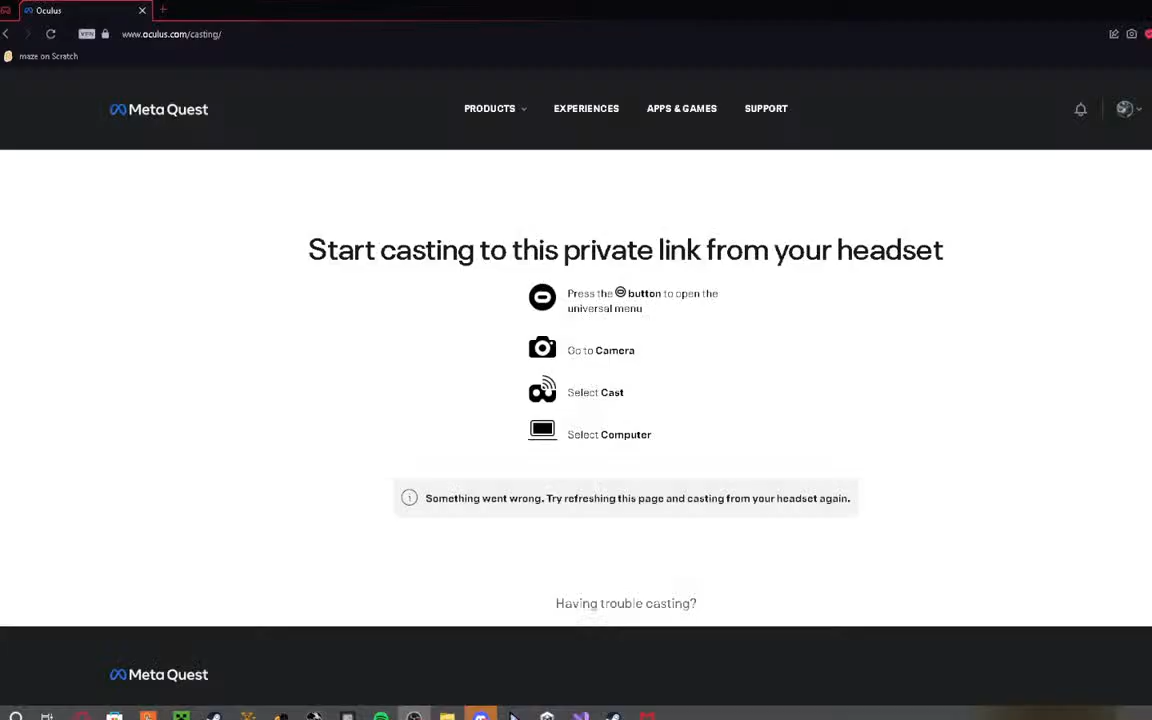 Oculus
VPN
www.oculus.com/casting/
maze on Scratch
Meta Quest
PRODUCTS
EXPERIENCES
APPS & GAMES
SUPPORT
Start casting to this private link from your headset
Press the button to open the
universal menu
Go to Camera
Select Cast
Select Computer
Something went wrong. Try refreshing this page and casting from your headset again.
Having trouble casting?
Meta Quest